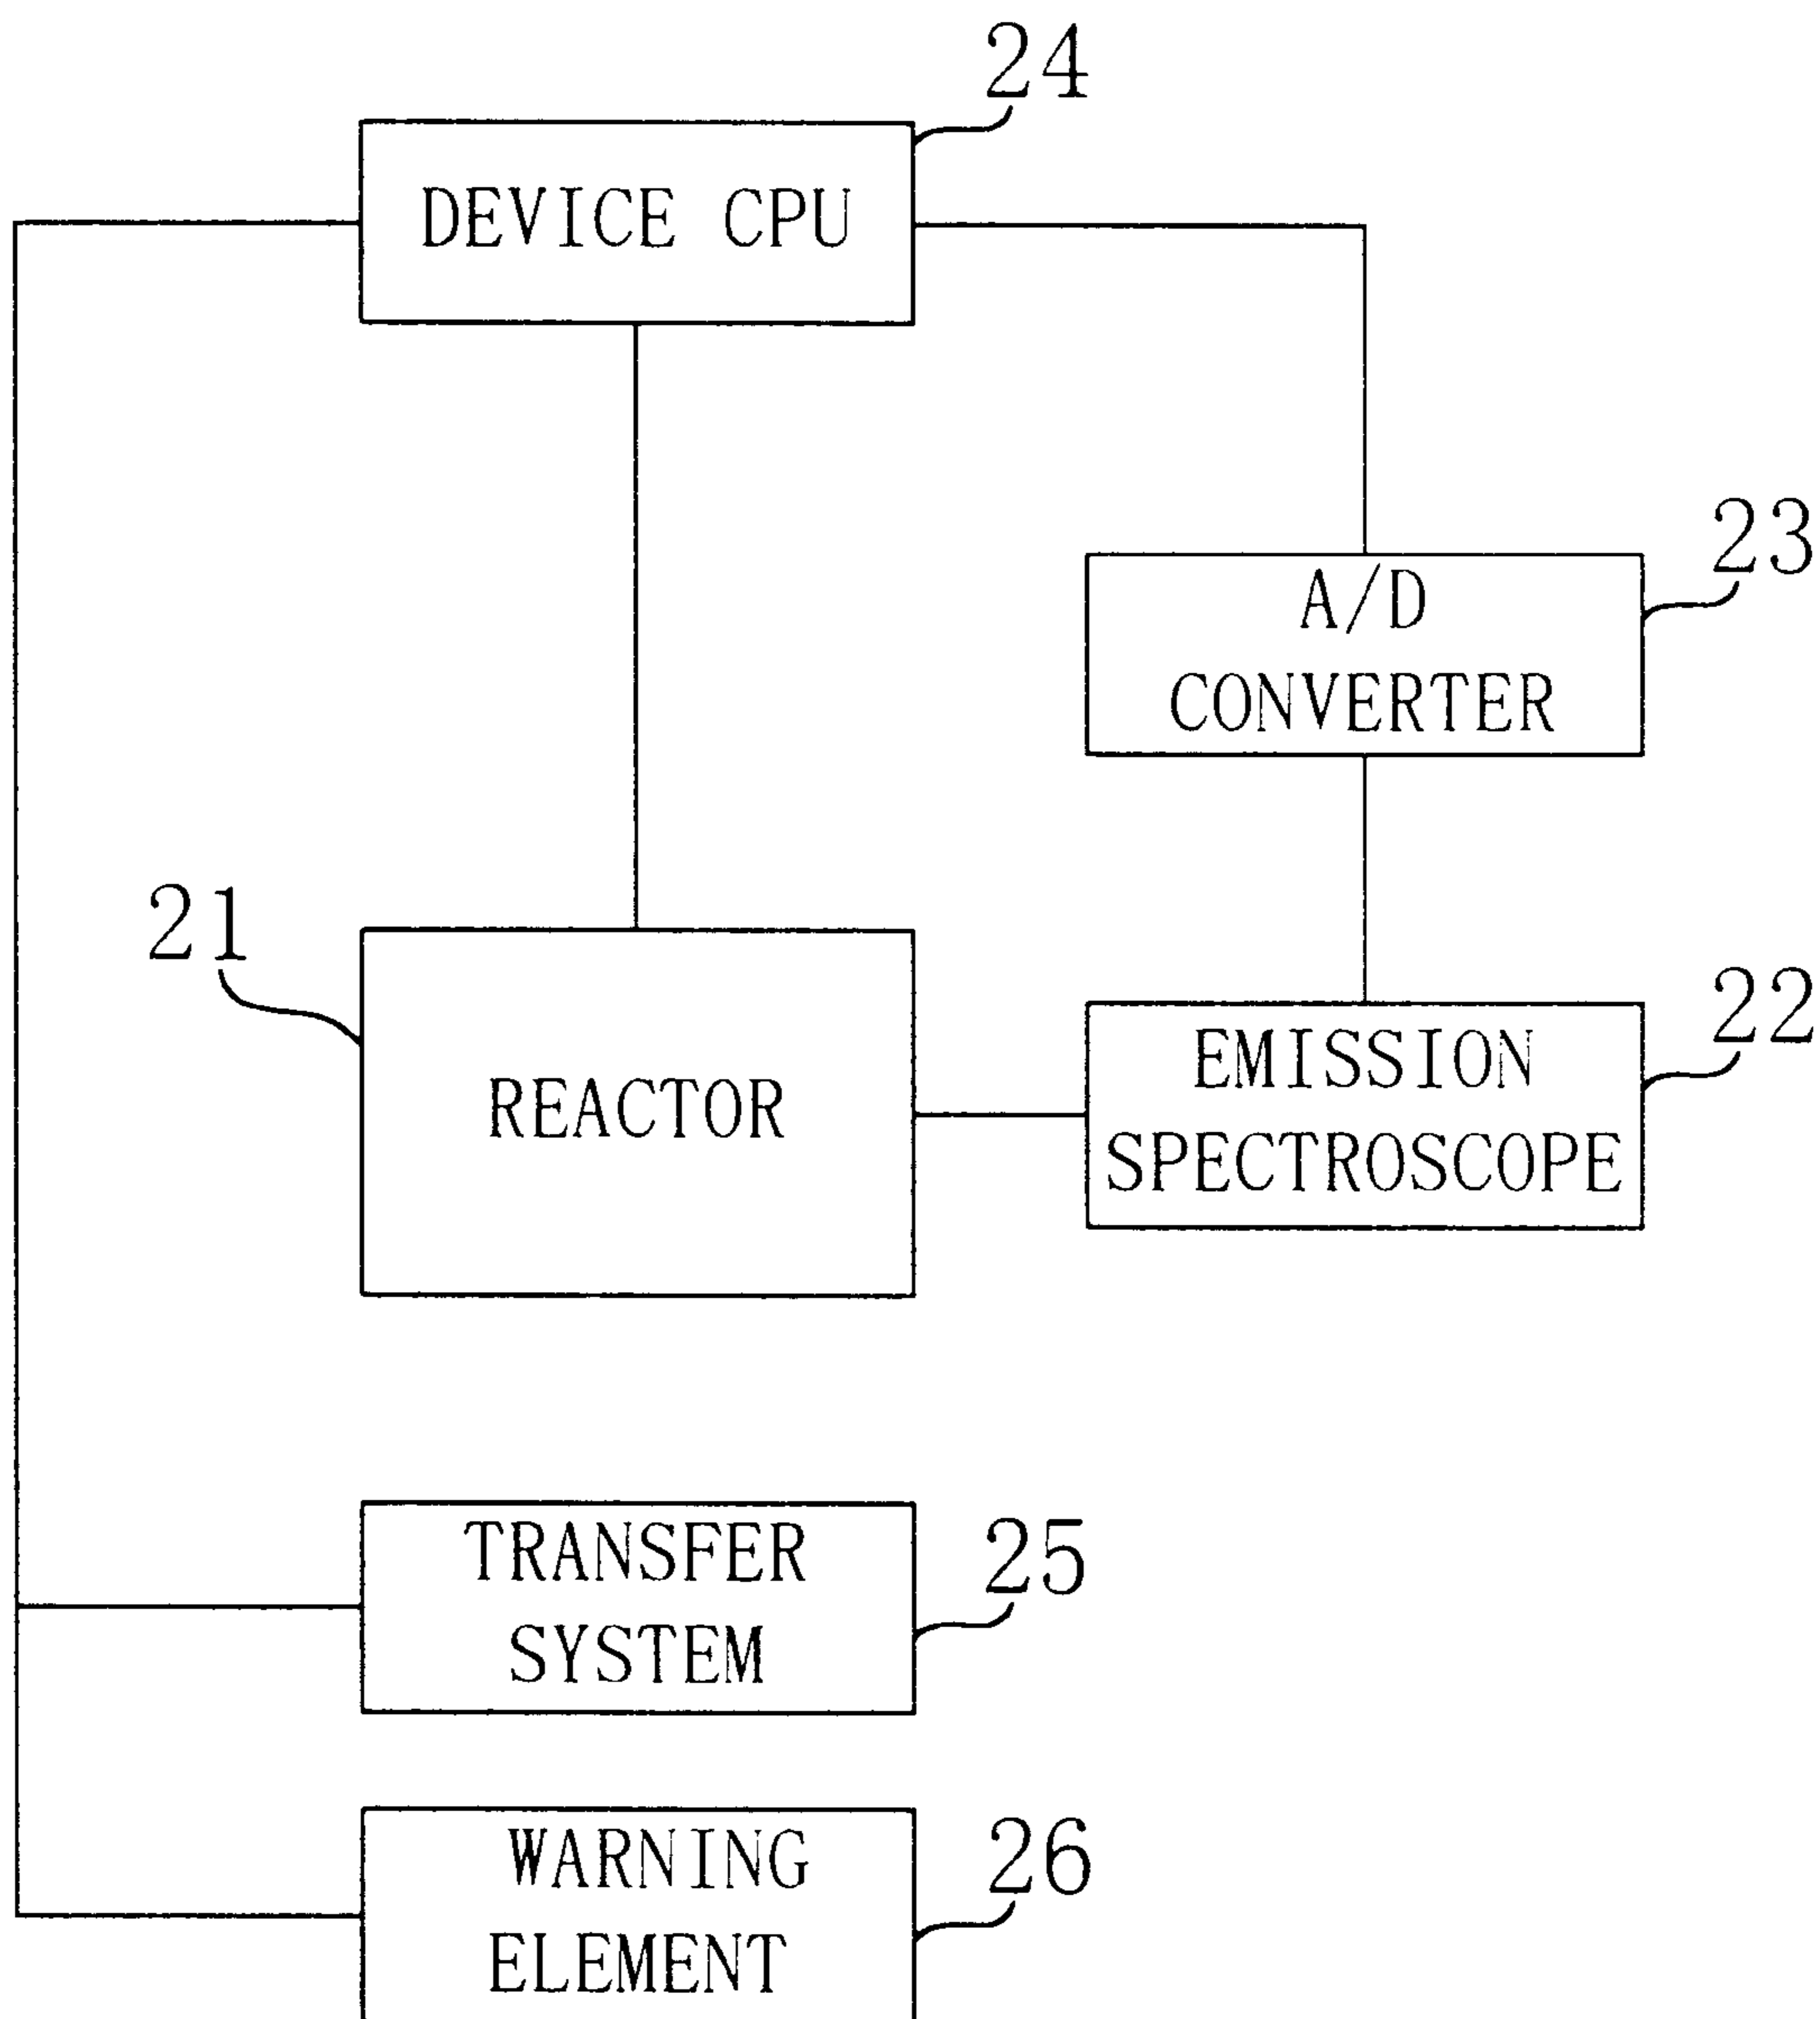 24
DEVICE CPU
23
A/D
CONVERTER
21
REACTOR
22
EMISSION
SPECTROSCOPE
25
TRANSFER
SYSTEM
26
WARNING
ELEMENT